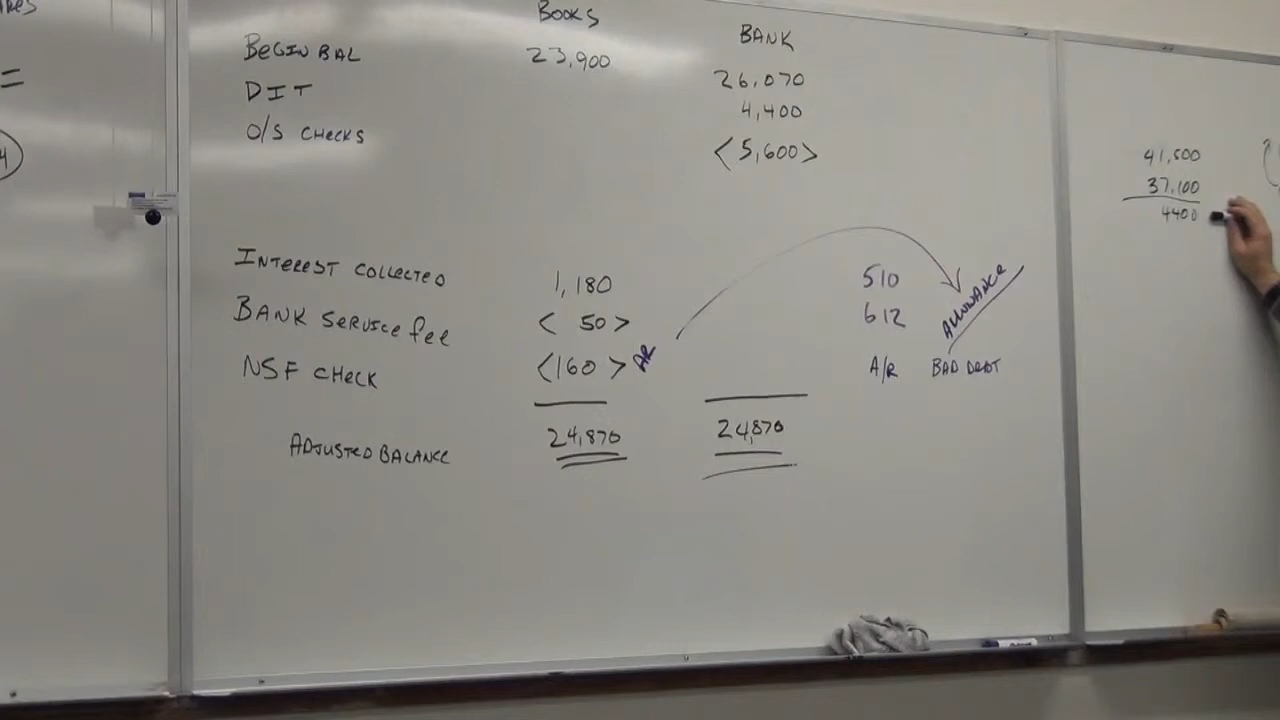 BOOKS BANK
BEGIN BAL 23,900 26,070
DIT 4,400
O/S CHECKS <5,600>
INTEREST COLLECTED 1,180
BANK SERVICE fee < 50>
NSF CHECK <160> AR
ADJUSTED BALANCE 24,870 24,870
510
612
A/R BAD DEBT
ALLOWANCE
41,500
37,100
4400
=
4